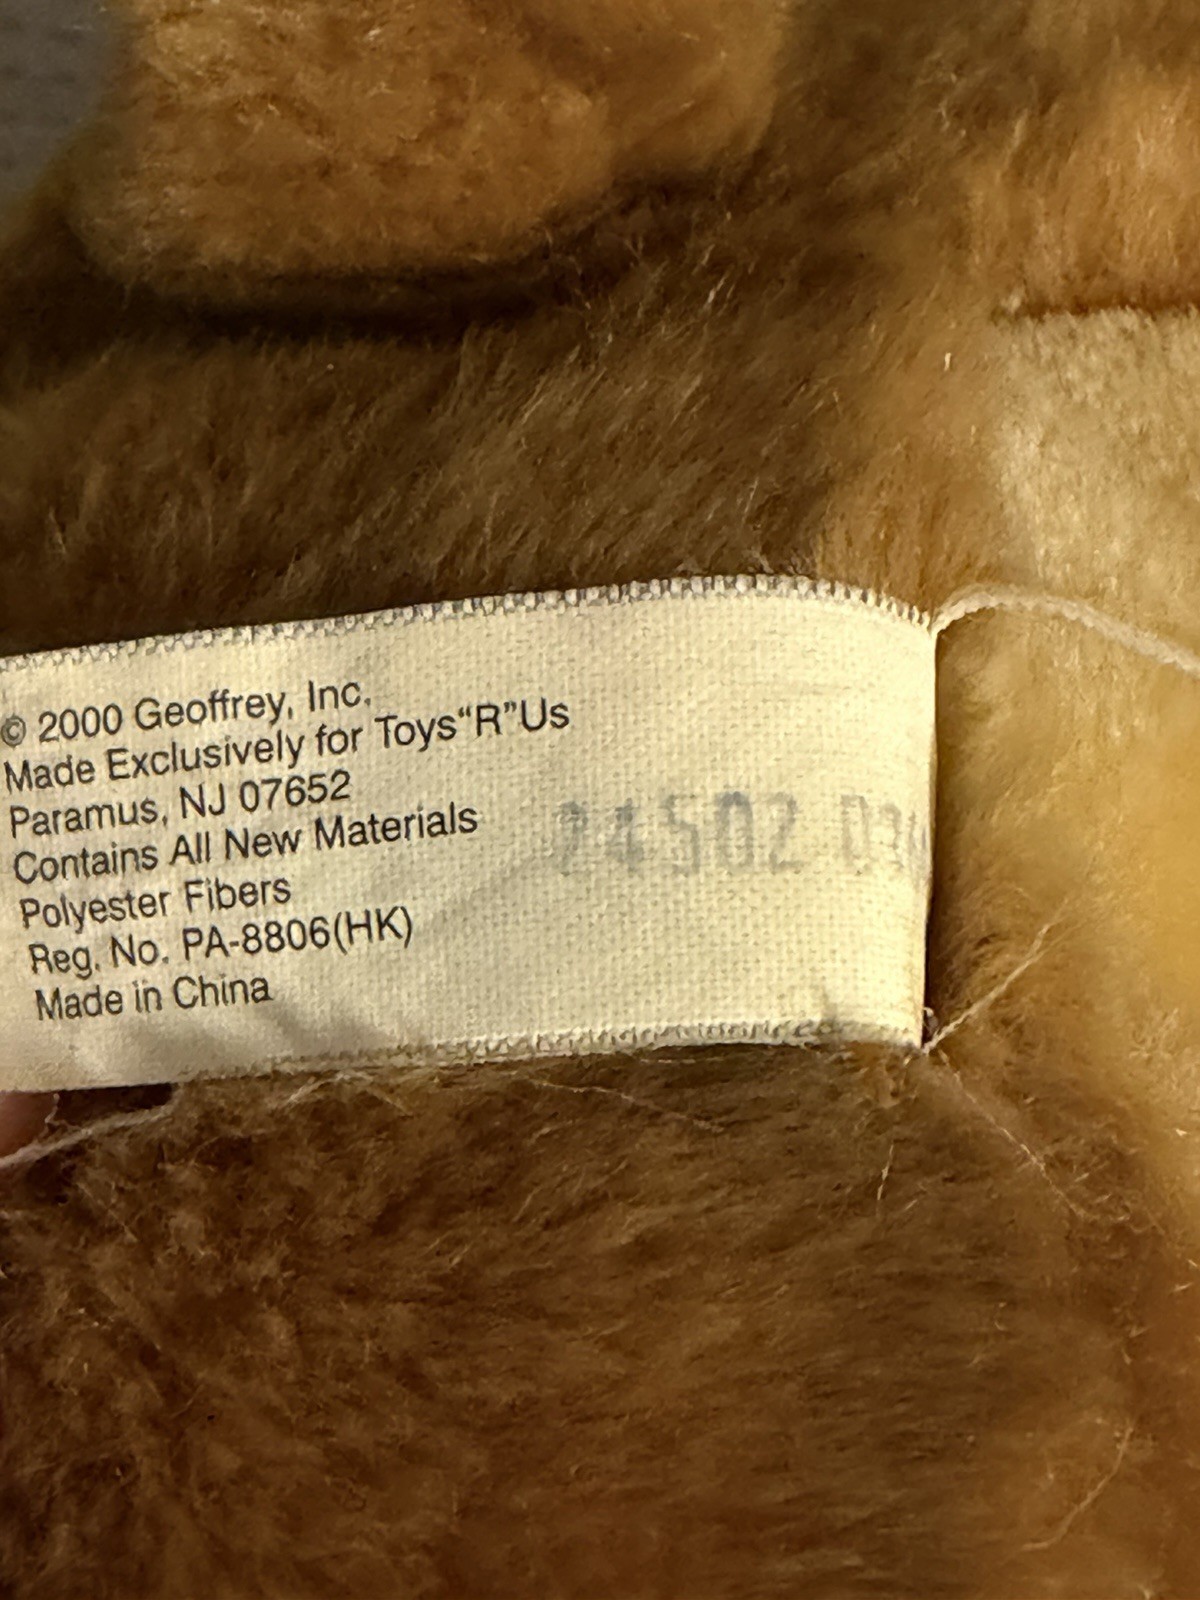 © 2000 Geoffrey, Inc.
Made Exclusively for Toys“R”Us
Paramus, NJ 07652
Contains All New Materials
Polyester Fibers
Reg. No. PA-8806(HK)
Made in China
24502